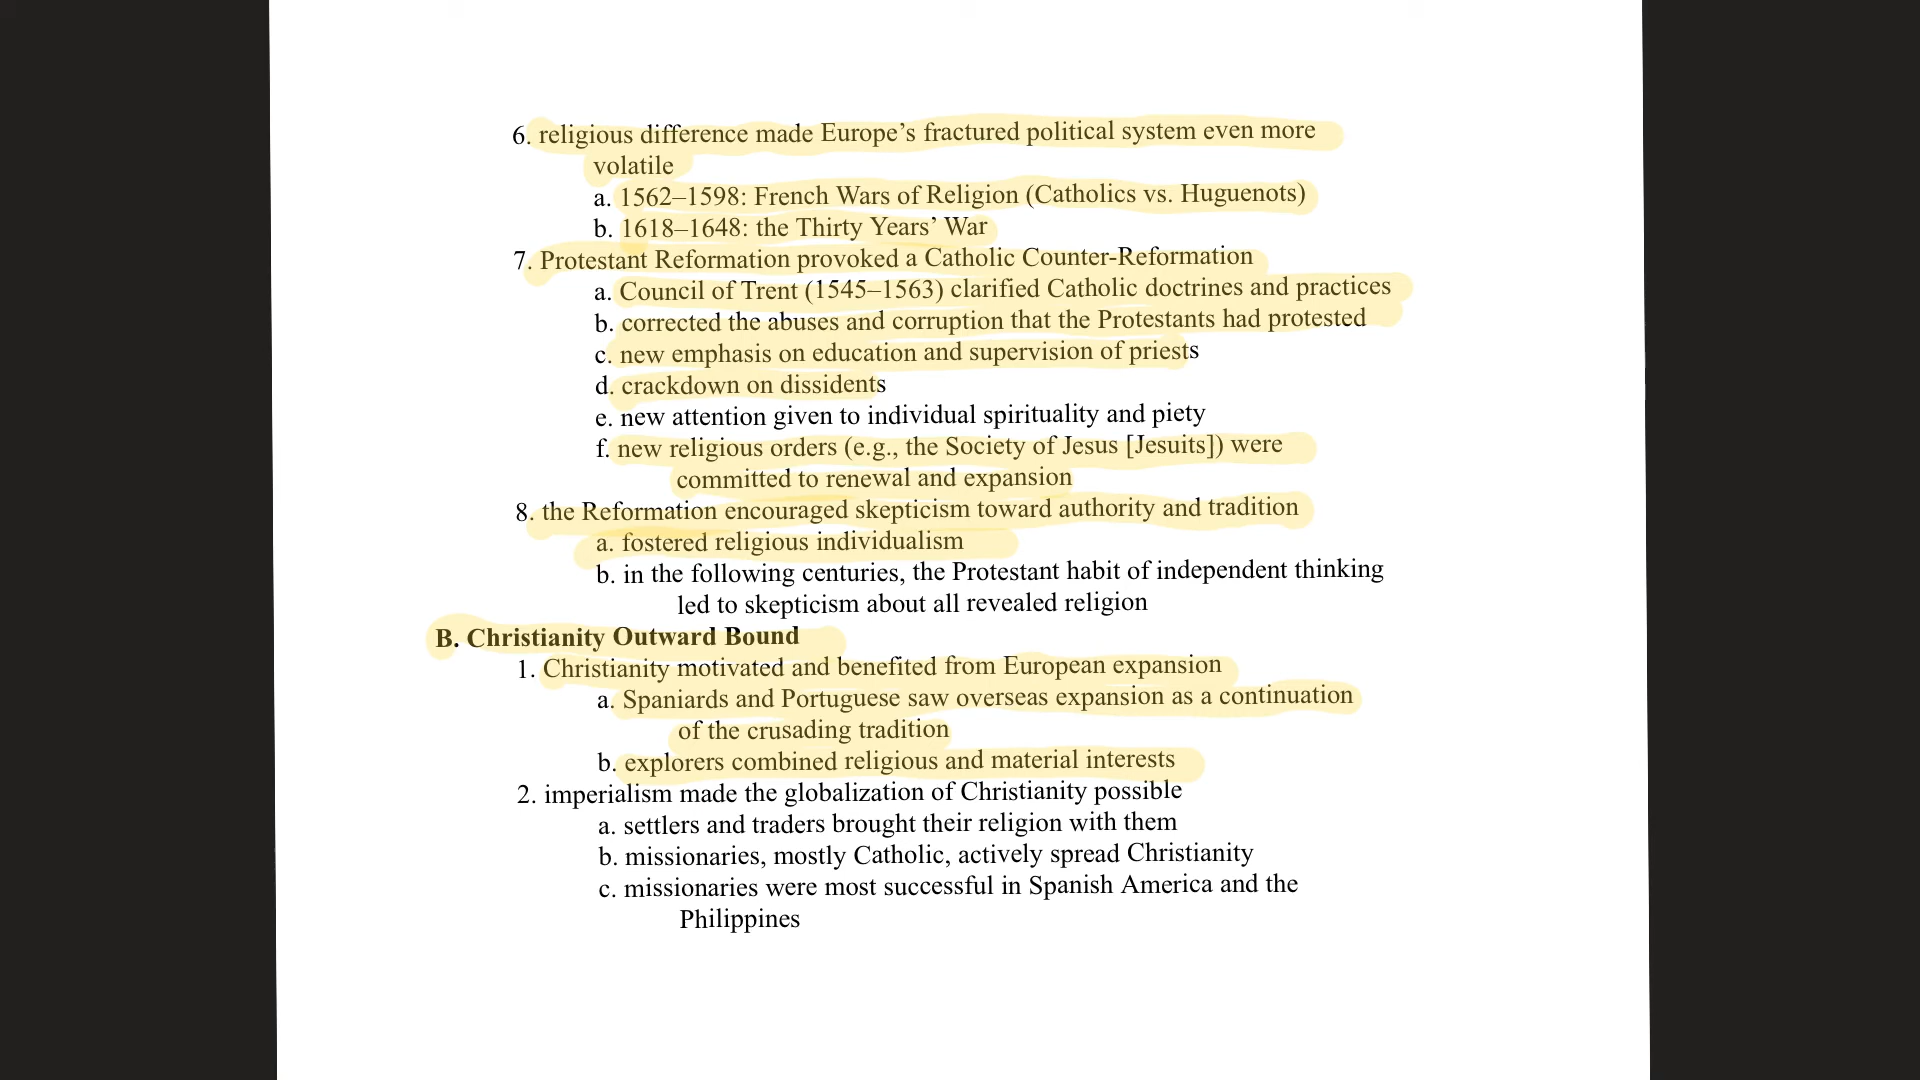 6. religious difference made Europe’s fractured political system even more
volatile
a. 1562–1598: French Wars of Religion (Catholics vs. Huguenots)
b. 1618–1648: the Thirty Years’ War
7. Protestant Reformation provoked a Catholic Counter-Reformation
a. Council of Trent (1545–1563) clarified Catholic doctrines and practices
b. corrected the abuses and corruption that the Protestants had protested
c. new emphasis on education and supervision of priests
d. crackdown on dissidents
e. new attention given to individual spirituality and piety
f. new religious orders (e.g., the Society of Jesus [Jesuits]) were
committed to renewal and expansion
8. the Reformation encouraged skepticism toward authority and tradition
a. fostered religious individualism
b. in the following centuries, the Protestant habit of independent thinking
led to skepticism about all revealed religion
B. Christianity Outward Bound
1. Christianity motivated and benefited from European expansion
a. Spaniards and Portuguese saw overseas expansion as a continuation
of the crusading tradition
b. explorers combined religious and material interests
2. imperialism made the globalization of Christianity possible
a. settlers and traders brought their religion with them
b. missionaries, mostly Catholic, actively spread Christianity
c. missionaries were most successful in Spanish America and the
Philippines